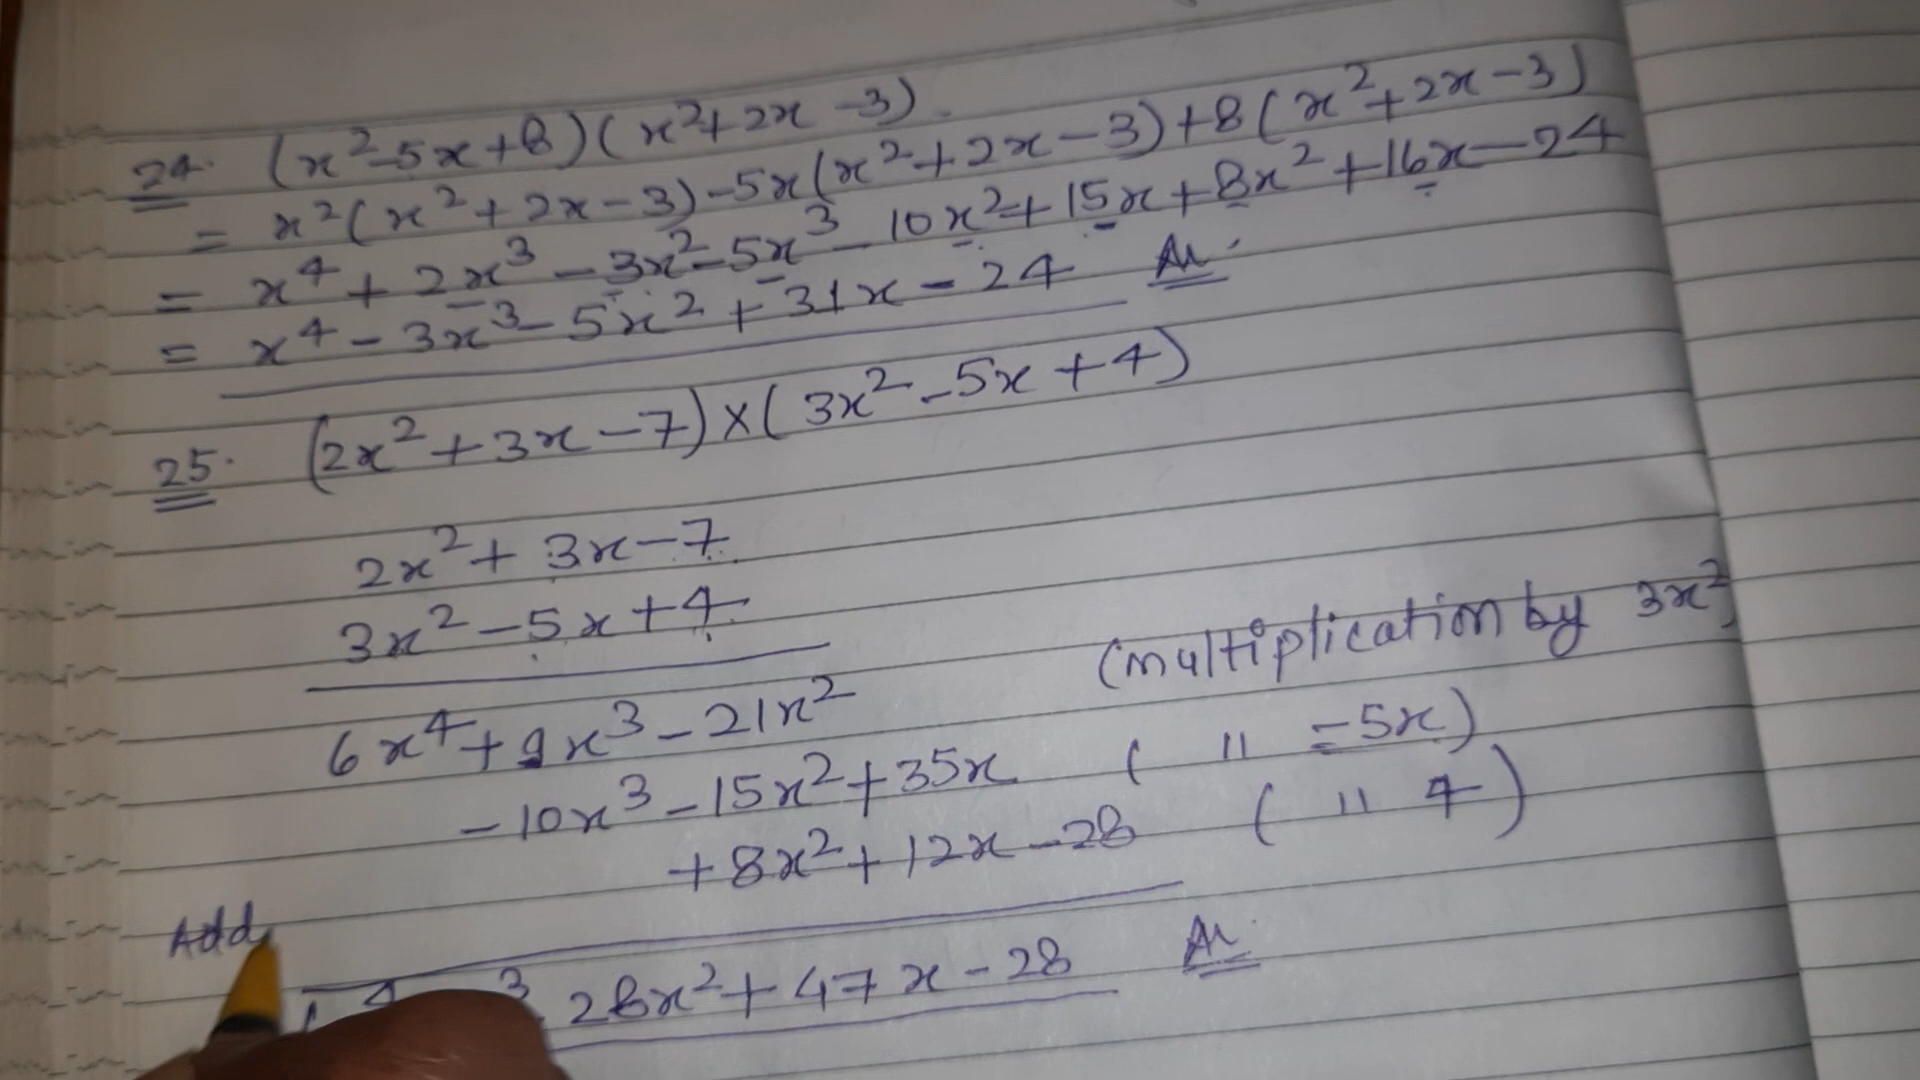 24. (x²-5x+8)(x²+2x-3).
= x²(x²+2x-3)-5x(x²+2x-3)+8(x²+2x-3)
= x⁴+2x³-3x²-5x³-10x²+15x+8x²+16x-24
= x⁴-3x³-5x²+31x-24 An.
25. (2x²+3x-7)×(3x²-5x+4)
2x²+3x-7
3x²-5x+4
6x⁴+9x³-21x² (multiplication by 3x²)
-10x³-15x²+35x ( " -5x)
+8x²+12x-28 ( " 4)
Add
28x²+47x-28 An.